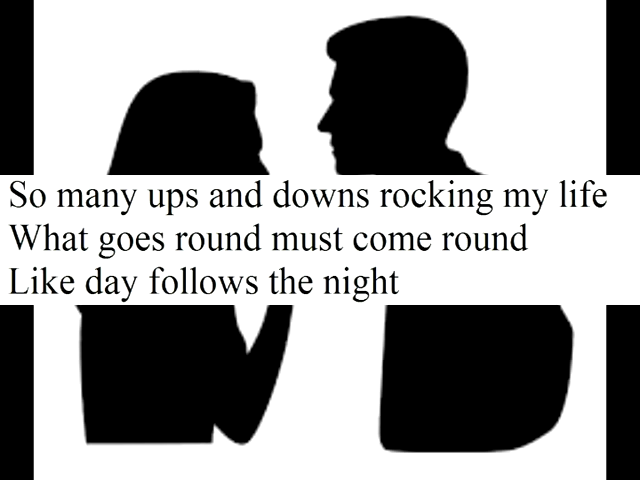 So many ups and downs rocking my life
What goes round must come round
Like day follows the night